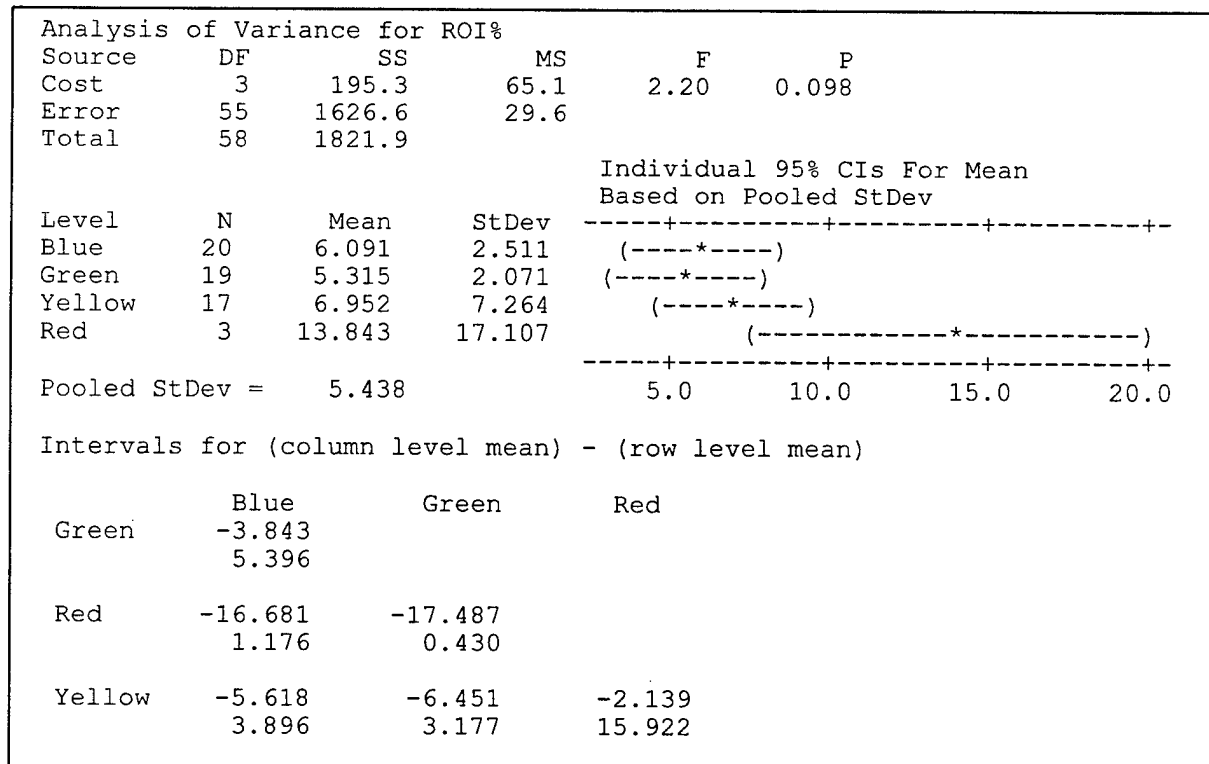 Analysis of Variance for ROI%
Source DF SS MS F P
Cost 3 195.3 65.1 2.20 0.098
Error 55 1626.6 29.6
Total 58 1821.9
Individual 95% CIs For Mean
Based on Pooled StDev
Level N Mean StDev -----+---------+---------+---------+-
Blue 20 6.091 2.511 (----*----)
Green 19 5.315 2.071 (----*----)
Yellow 17 6.952 7.264 (----*----)
Red 3 13.843 17.107 (------------*-----------)
-----+---------+---------+---------+-
Pooled StDev = 5.438 5.0 10.0 15.0 20.0
Intervals for (column level mean) - (row level mean)
Blue Green Red
Green -3.843
5.396
Red -16.681 -17.487
1.176 0.430
Yellow -5.618 -6.451 -2.139
3.896 3.177 15.922